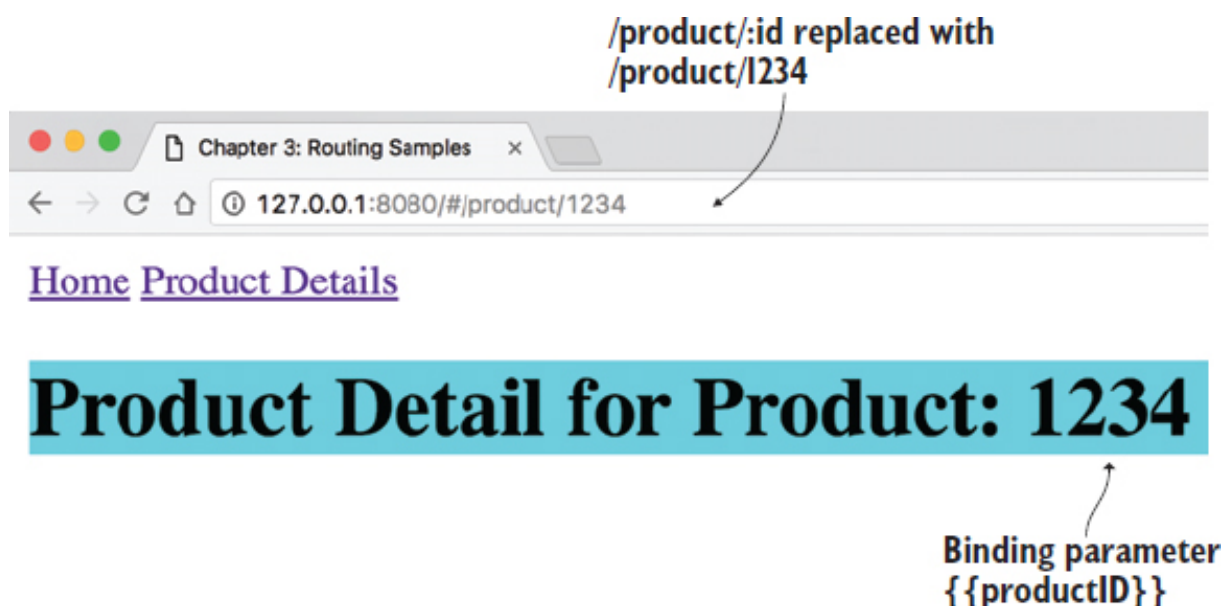 /product/:id replaced with
/product/1234
Chapter 3: Routing Samples ×
127.0.0.1:8080/#/product/1234
Home Product Details
Product Detail for Product: 1234
Binding parameter
{{productID}}